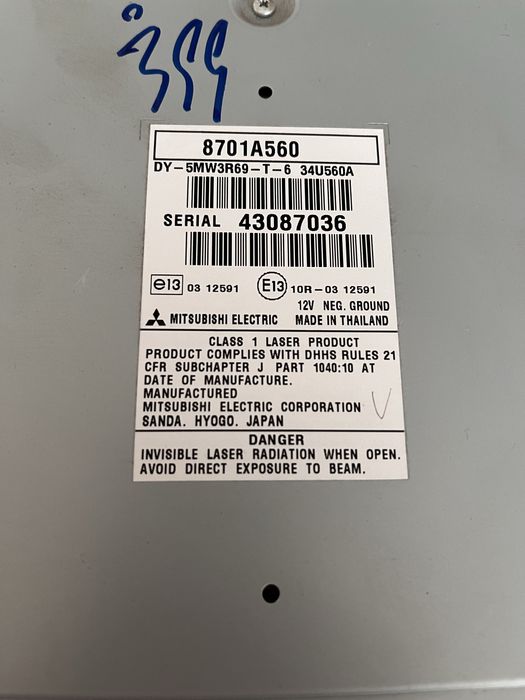 8701A560
DY-5MW3R69-T-6 34U560A
SERIAL 43087036
e13 03 12591 E13 10R-03 12591
12V NEG. GROUND
MITSUBISHI ELECTRIC MADE IN THAILAND
CLASS 1 LASER PRODUCT
PRODUCT COMPLIES WITH DHHS RULES 21
CFR SUBCHAPTER J PART 1040:10 AT
DATE OF MANUFACTURE.
MANUFACTURED
MITSUBISHI ELECTRIC CORPORATION
SANDA. HYOGO. JAPAN
DANGER
INVISIBLE LASER RADIATION WHEN OPEN.
AVOID DIRECT EXPOSURE TO BEAM.